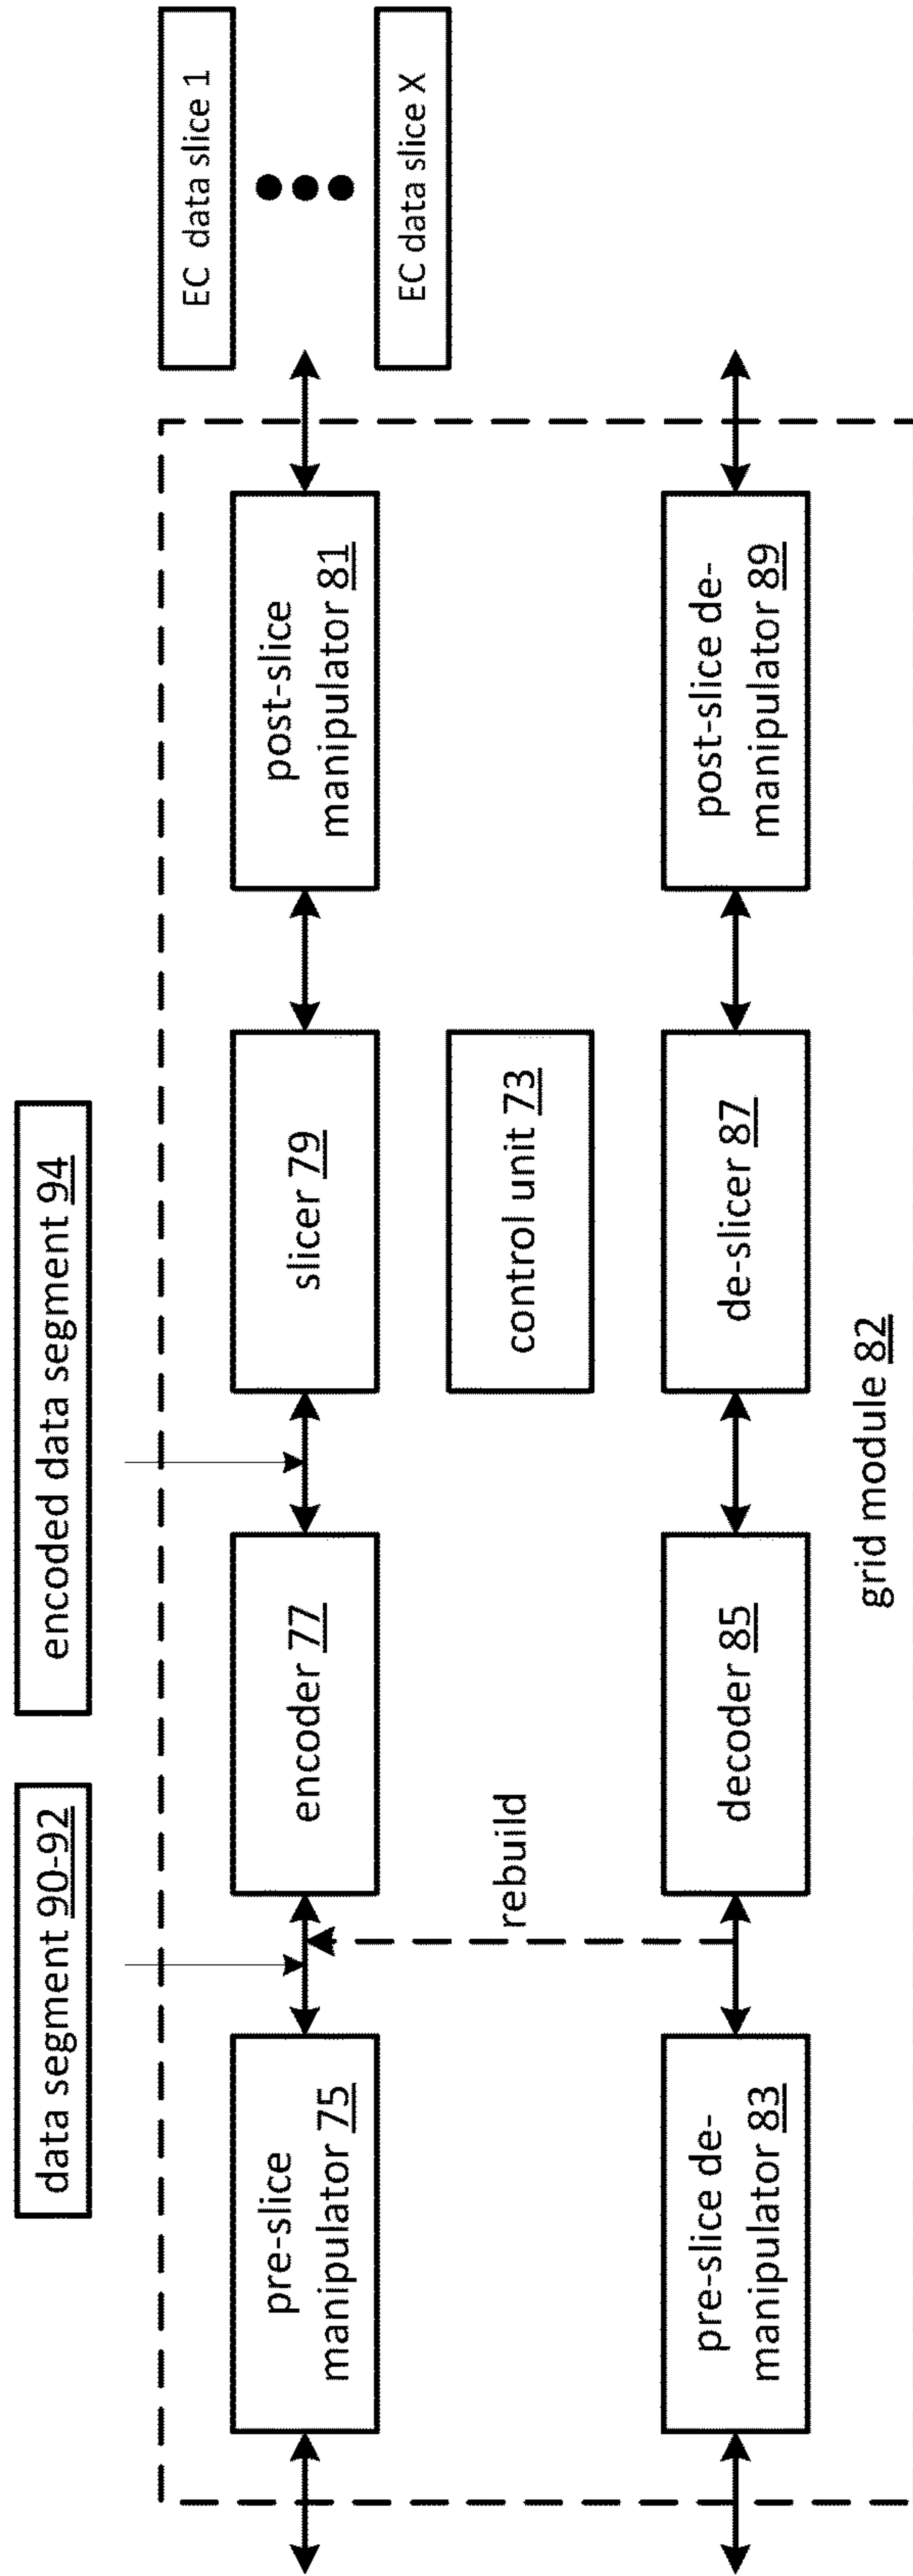 data segment 90-92
encoded data segment 94
EC data slice 1
EC data slice X
pre-slice
manipulator 75
encoder 77
slicer 79
post-slice
manipulator 81
rebuild
control unit 73
pre-slice de-
manipulator 83
decoder 85
de-slicer 87
post-slice de-
manipulator 89
grid module 82